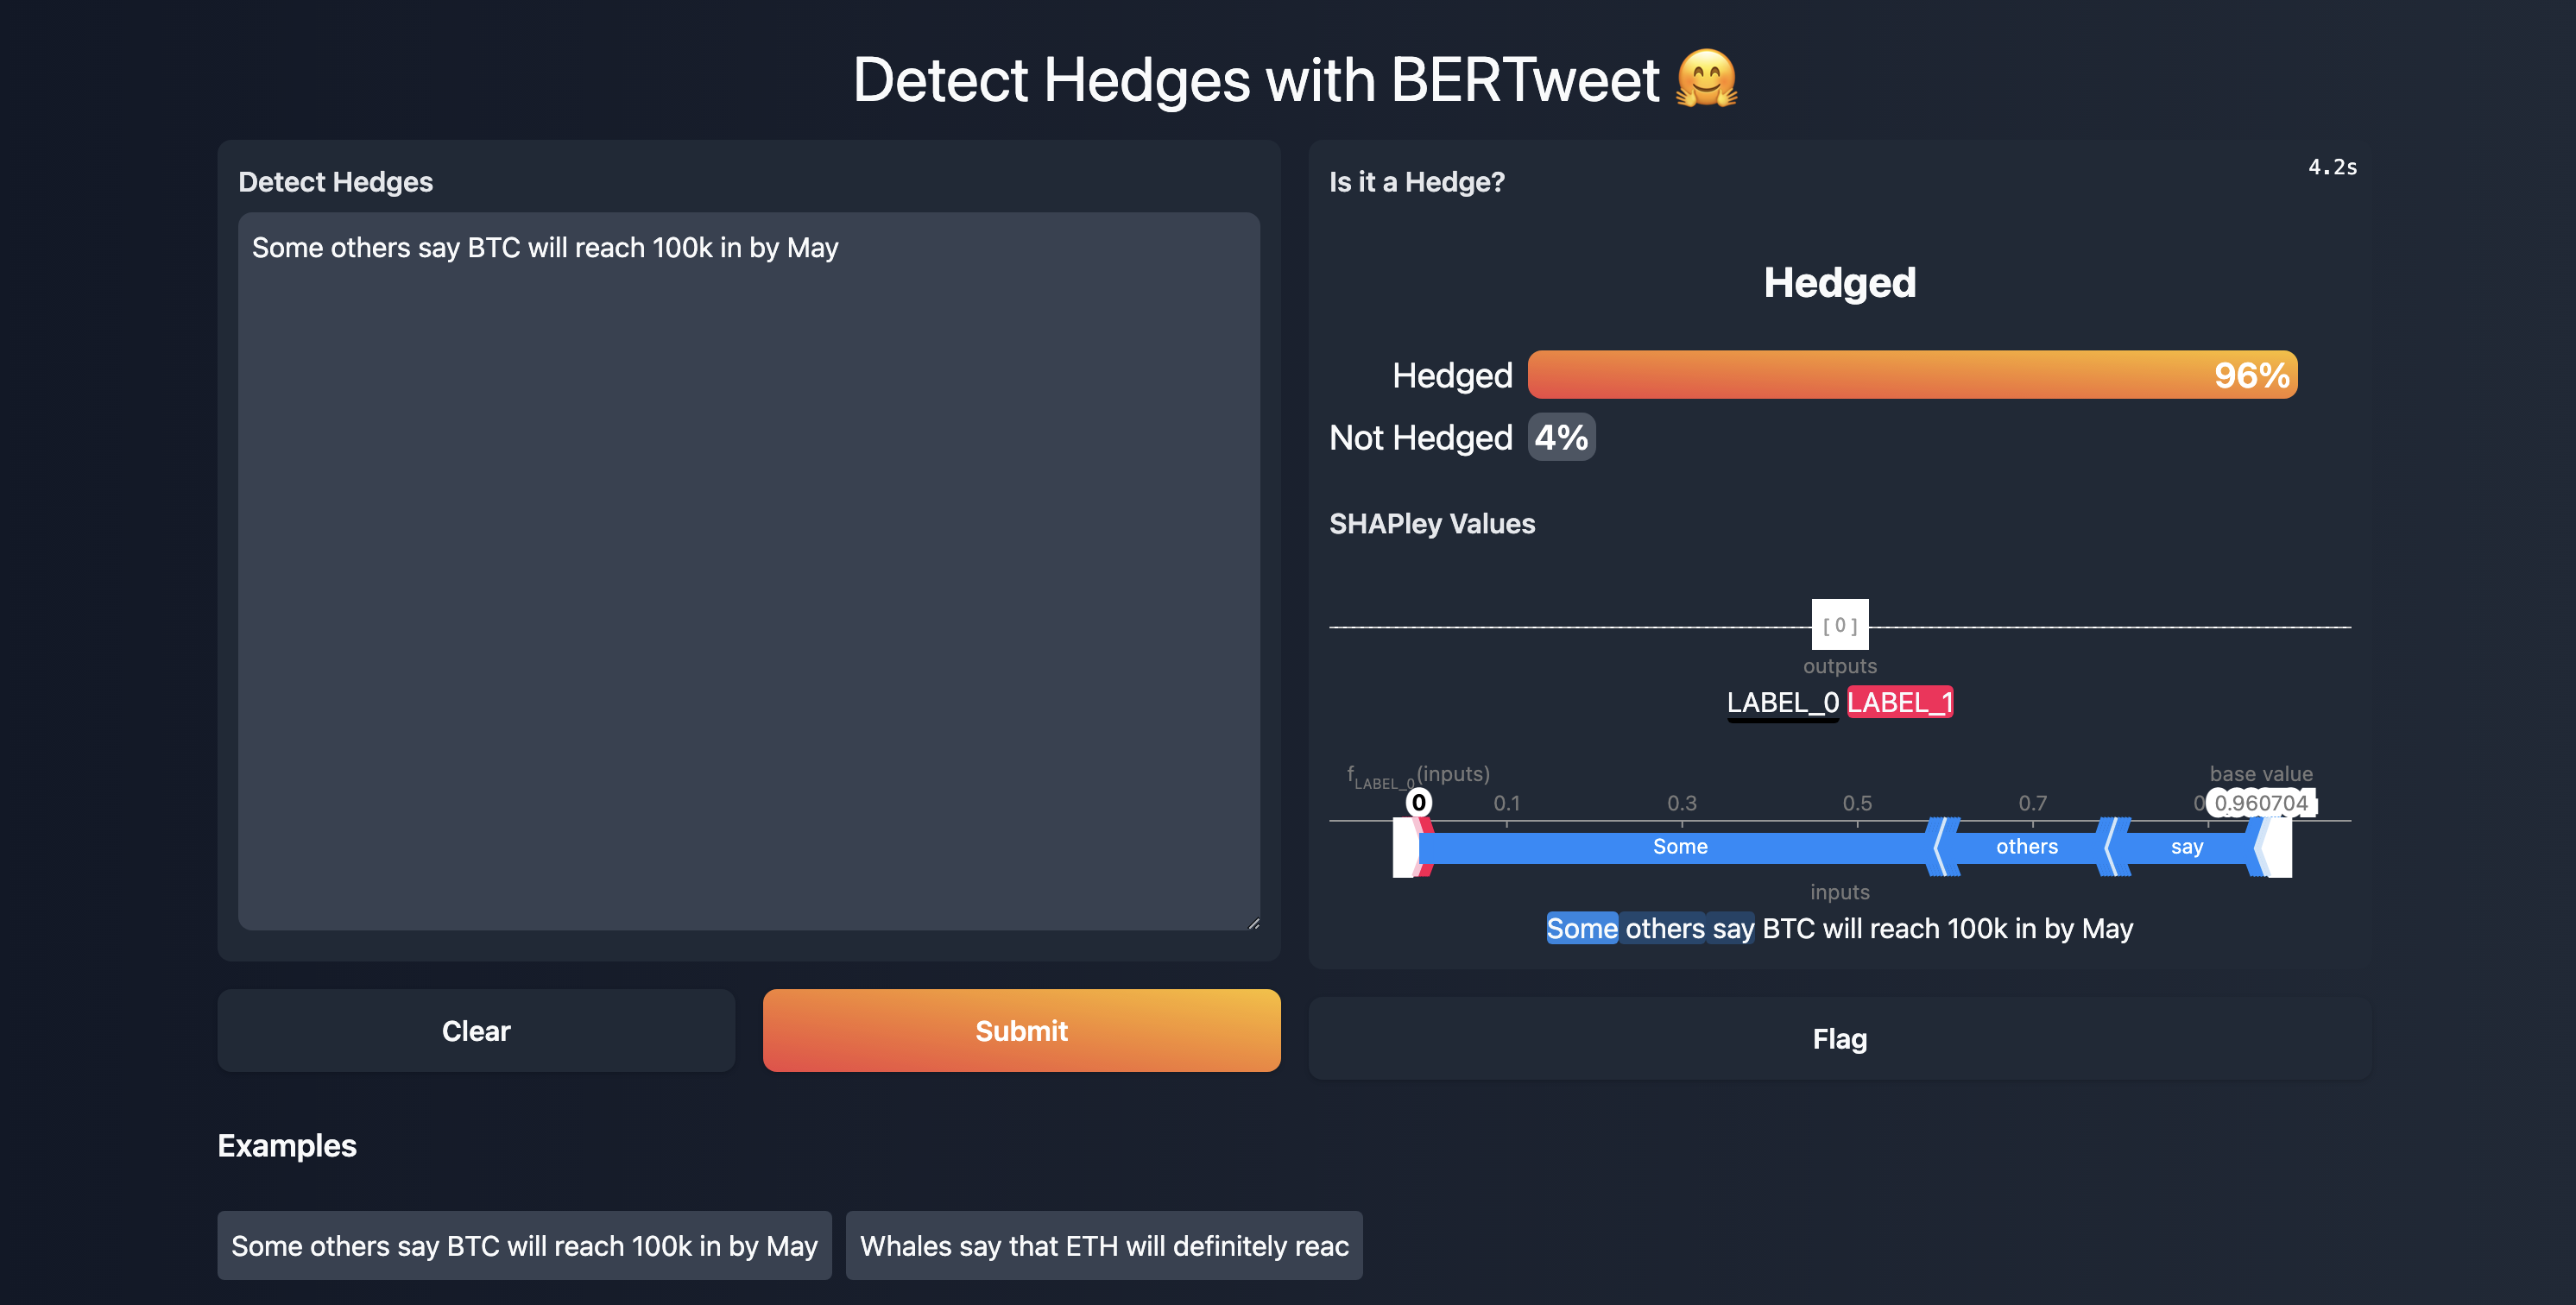 Detect Hedges with BERTweet 🤗
Detect Hedges
Some others say BTC will reach 100k in by May
Clear
Submit
Is it a Hedge?
4.2s
Hedged
Hedged 96%
Not Hedged 4%
SHAPley Values
[ 0 ]
outputs
LABEL_0 LABEL_1
f LABEL_0 (inputs) base value
0 0.1 0.3 0.5 0.7 0.960704
Some others say
inputs
Some others say BTC will reach 100k in by May
Flag
Examples
Some others say BTC will reach 100k in by May
Whales say that ETH will definitely reac